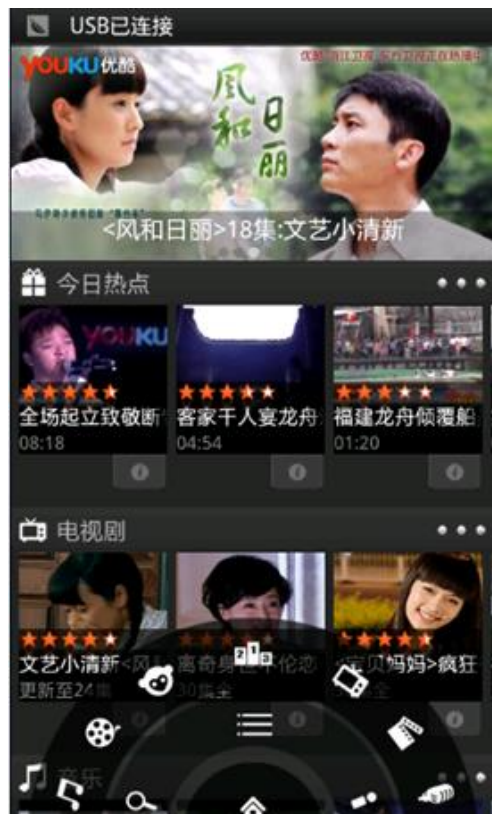 USB已连接
YOUKU优酷
风和日丽
<风和日丽>18集:文艺小清新
今日热点
YOUKU
全场起立致敬断
客家千人宴龙舟
福建龙舟倾覆船
08:18
04:54
01:20
电视剧
文艺小清新<风
离奇身世不伦恋
<宝贝妈妈>疯狂
更新至24集
30集全
音乐